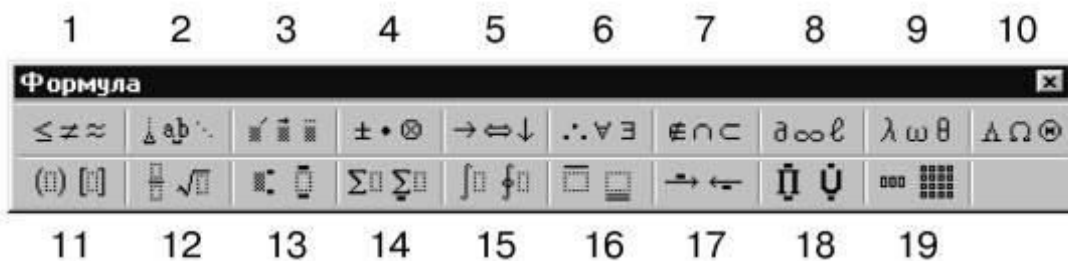 1 2 3 4 5 6 7 8 9 10
Формула
≤ ≠ ≈ a͟b ⋱ ± • ⊗ → ⇔ ↓ ∴ ∀ ∃ ∉ ∩ ⊂ ∂ ∞ ℓ λ ω θ Λ Ω Θ
(▯) [▯] √▯ Σ▯ Σ▯ ∫▯ ∮▯ → ← Π Ụ̇
11 12 13 14 15 16 17 18 19